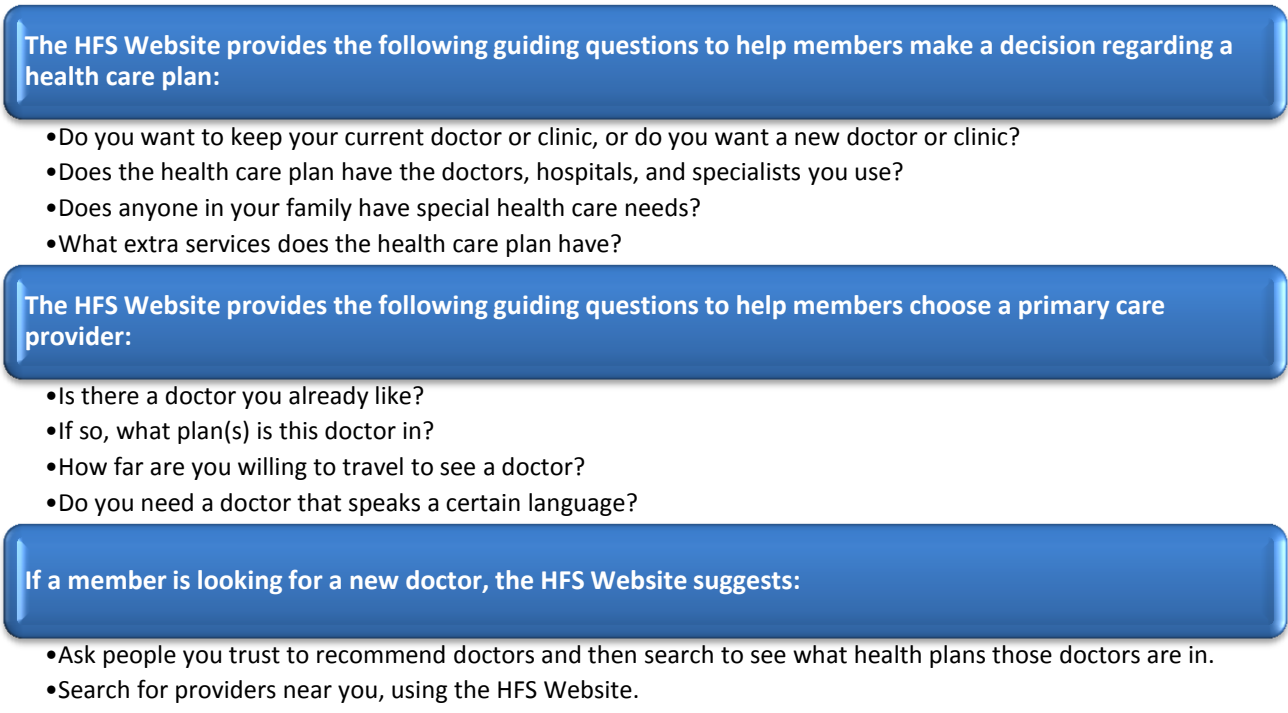 The HFS Website provides the following guiding questions to help members make a decision regarding a
health care plan:
•Do you want to keep your current doctor or clinic, or do you want a new doctor or clinic?
•Does the health care plan have the doctors, hospitals, and specialists you use?
•Does anyone in your family have special health care needs?
•What extra services does the health care plan have?
The HFS Website provides the following guiding questions to help members choose a primary care
provider:
•Is there a doctor you already like?
•If so, what plan(s) is this doctor in?
•How far are you willing to travel to see a doctor?
•Do you need a doctor that speaks a certain language?
If a member is looking for a new doctor, the HFS Website suggests:
•Ask people you trust to recommend doctors and then search to see what health plans those doctors are in.
•Search for providers near you, using the HFS Website.